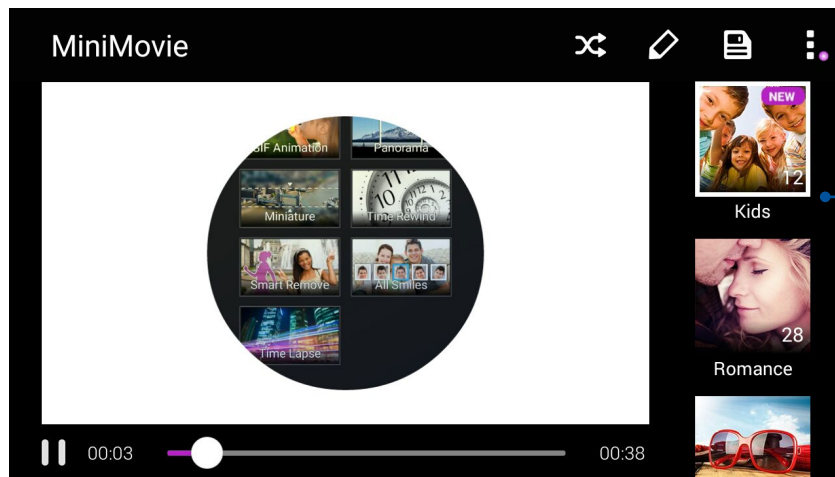 MiniMovie
GIF Animation
Panorama
Miniature
Time Rewind
Smart Remove
All Smiles
Time Lapse
00:03
00:38
NEW
12
Kids
28
Romance